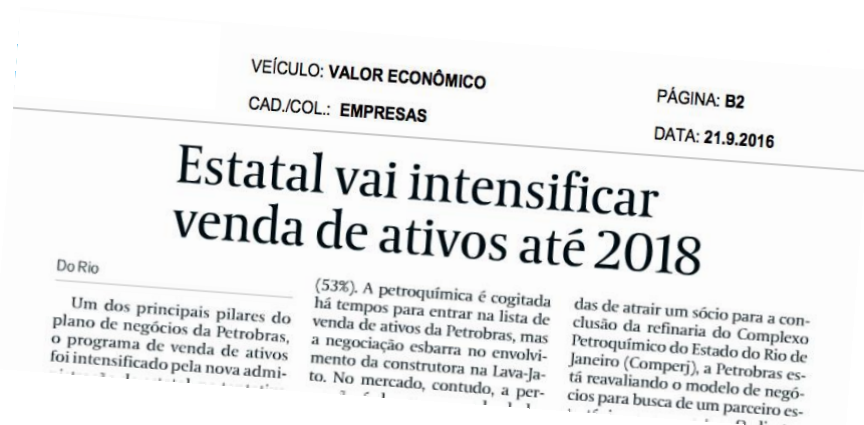 VEÍCULO: VALOR ECONÔMICO
PÁGINA: B2
CAD./COL.: EMPRESAS
DATA: 21.9.2016
Estatal vai intensificar
venda de ativos até 2018
Do Rio
Um dos principais pilares do
plano de negócios da Petrobras,
o programa de venda de ativos
foi intensificado pela nova admi-
(53%). A petroquímica é cogitada
há tempos para entrar na lista de
venda de ativos da Petrobras, mas
a negociação esbarra no envolvi-
mento da construtora na Lava-Ja-
to. No mercado, contudo, a per-
das de atrair um sócio para a con-
clusão da refinaria do Complexo
Petroquímico do Estado do Rio de
Janeiro (Comperj), a Petrobras es-
tá reavaliando o modelo de negó-
cios para busca de um parceiro es-